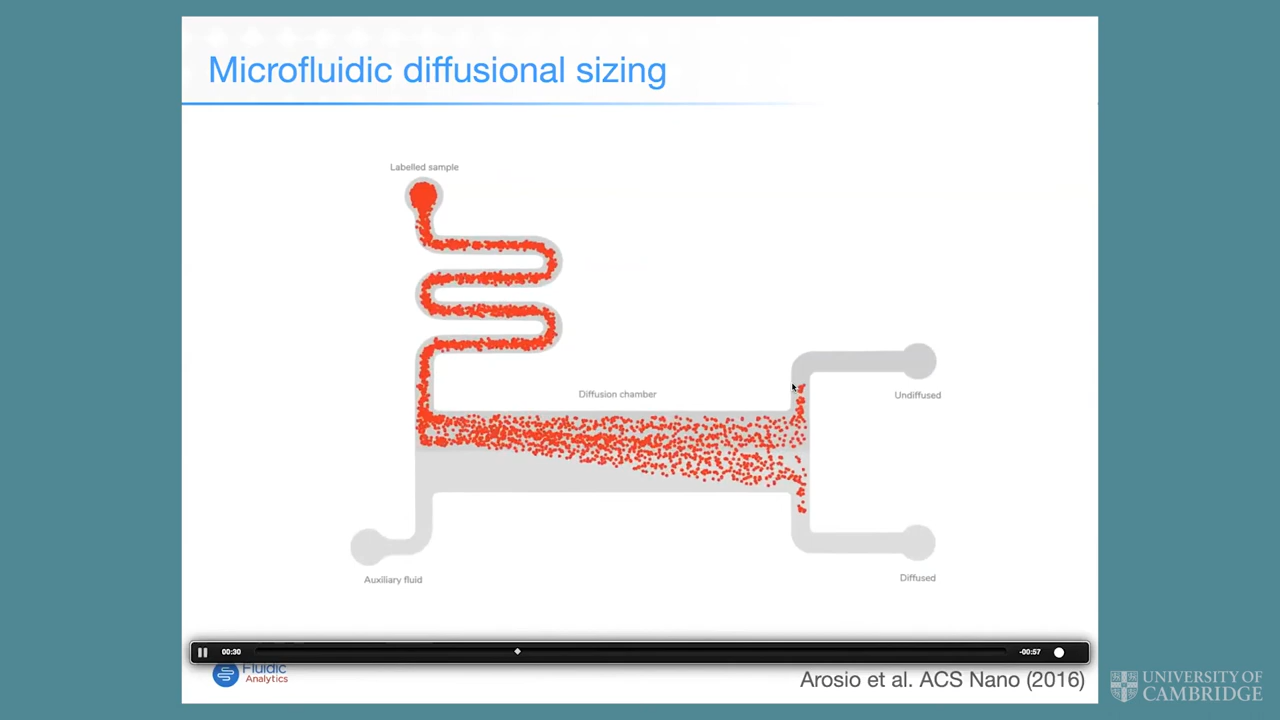 Microfluidic diffusional sizing
Labelled sample
Diffusion chamber
Undiffused
Auxiliary fluid
Diffused
00:30
-00:57
Fluidic
Analytics
Arosio et al. ACS Nano (2016)
UNIVERSITY OF
CAMBRIDGE